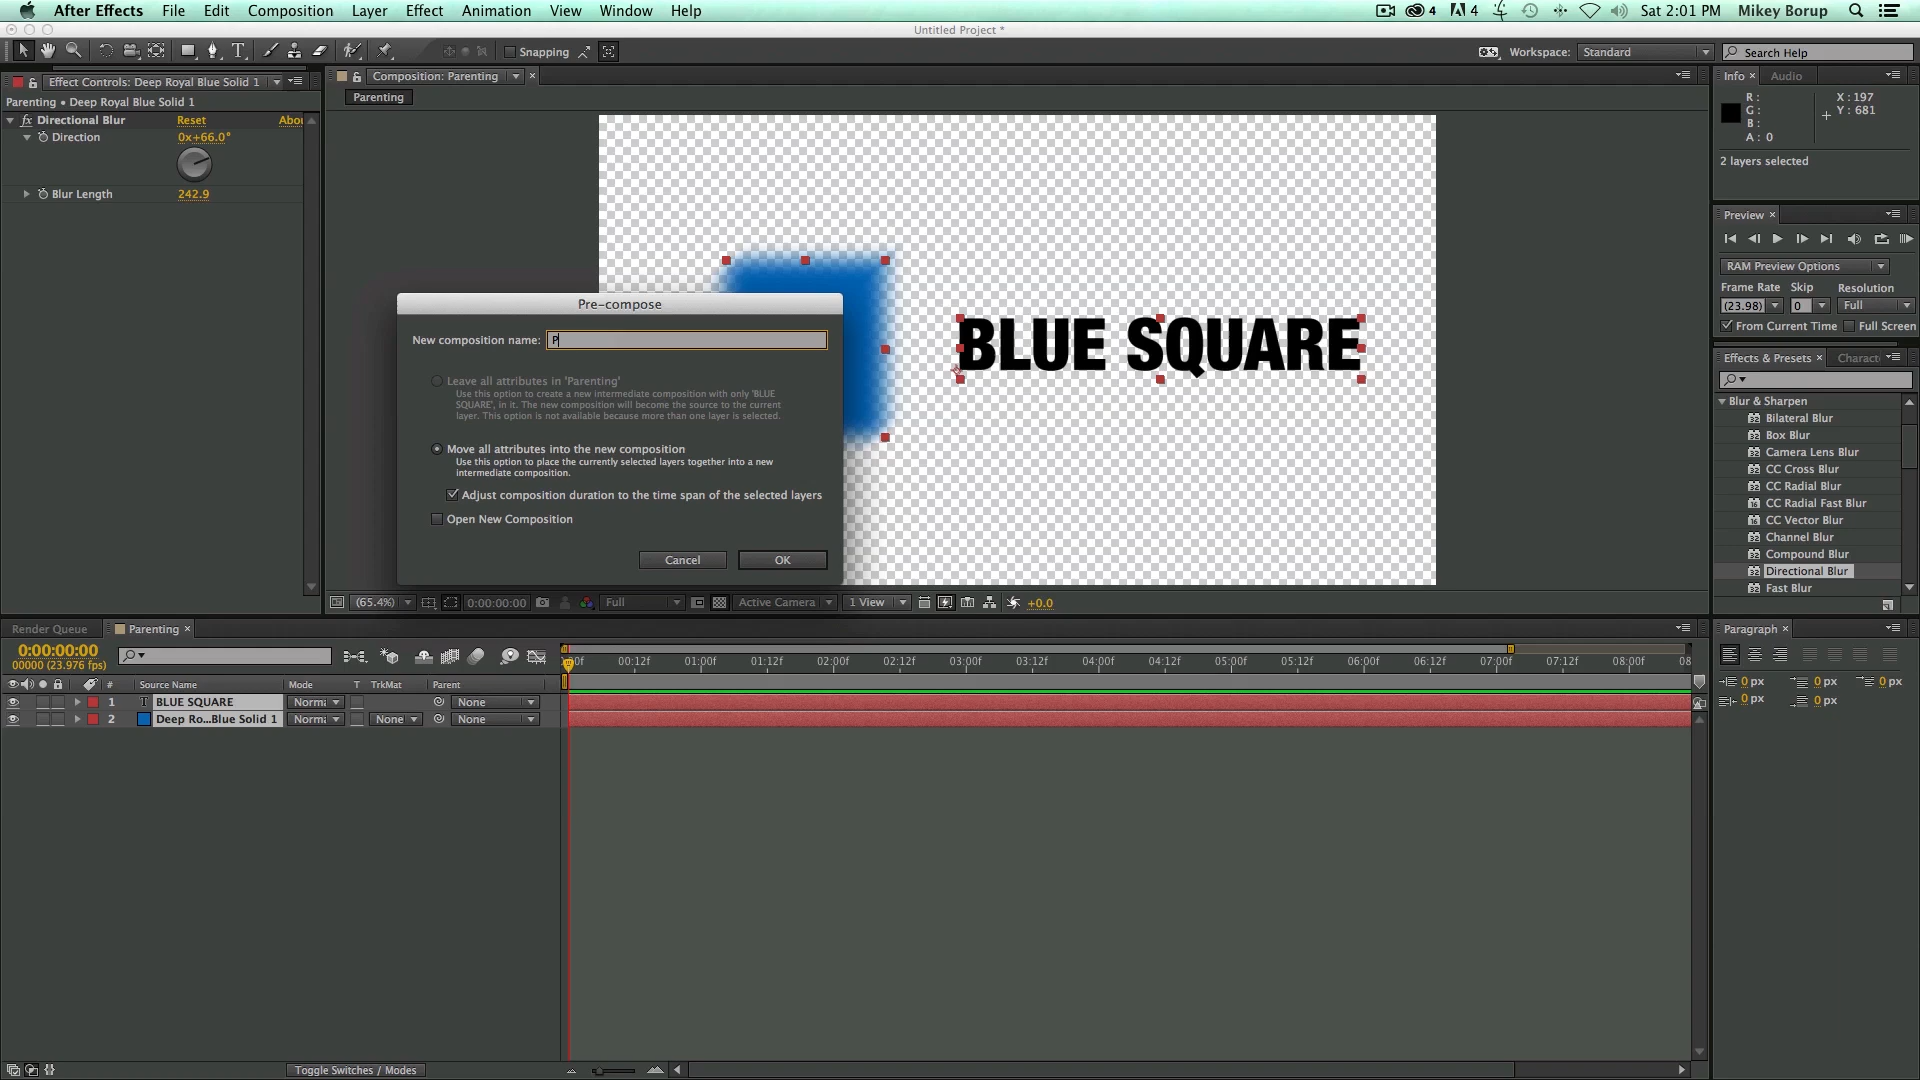 After Effects File Edit Composition Layer Effect Animation View Window Help 4 4 Sat 2:01 PM Mikey Borup
Untitled Project *
T Snapping Workspace: Standard Search Help
Effect Controls: Deep Royal Blue Solid 1
Parenting • Deep Royal Blue Solid 1
fx Directional Blur Reset Abou
Direction 0x+66.0°
Blur Length 242.9
Composition: Parenting ×
Parenting
BLUE SQUARE
Pre-compose
New composition name: P
Leave all attributes in 'Parenting'
Use this option to create a new intermediate composition with only 'BLUE
SQUARE', in it. The new composition will become the source to the current
layer. This option is not available because more than one layer is selected.
Move all attributes into the new composition
Use this option to place the currently selected layers together into a new
intermediate composition.
Adjust composition duration to the time span of the selected layers
Open New Composition
Cancel OK
(65.4%) 0:00:00:00 Full Active Camera 1 View +0.0
Info × Audio
R :
G :
B :
A : 0
X : 197
Y : 681
2 layers selected
Preview ×
RAM Preview Options
Frame Rate Skip Resolution
(23.98) 0 Full
From Current Time Full Screen
Effects & Presets × Charact
Blur & Sharpen
32 Bilateral Blur
32 Box Blur
32 Camera Lens Blur
32 CC Cross Blur
32 CC Radial Blur
16 CC Radial Fast Blur
16 CC Vector Blur
32 Channel Blur
32 Compound Blur
32 Directional Blur
32 Fast Blur
Render Queue Parenting ×
0:00:00:00
00000 (23.976 fps)
# Source Name Mode T TrkMat Parent
1 T BLUE SQUARE Norma None
2 Deep Ro...Blue Solid 1 Norma None None
00f 00:12f 01:00f 01:12f 02:00f 02:12f 03:00f 03:12f 04:00f 04:12f 05:00f 05:12f 06:00f 06:12f 07:00f 07:12f 08:00f 08
Toggle Switches / Modes
Paragraph ×
0 px 0 px 0 px
0 px 0 px